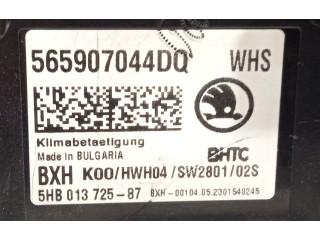 565907044DQ WHS
Klimabetaetigung
Made in BULGARIA BHTC
BXH K00/HWH04/SW2801/02S
5HB 013 725-87 BXH-00104.05.2301540245